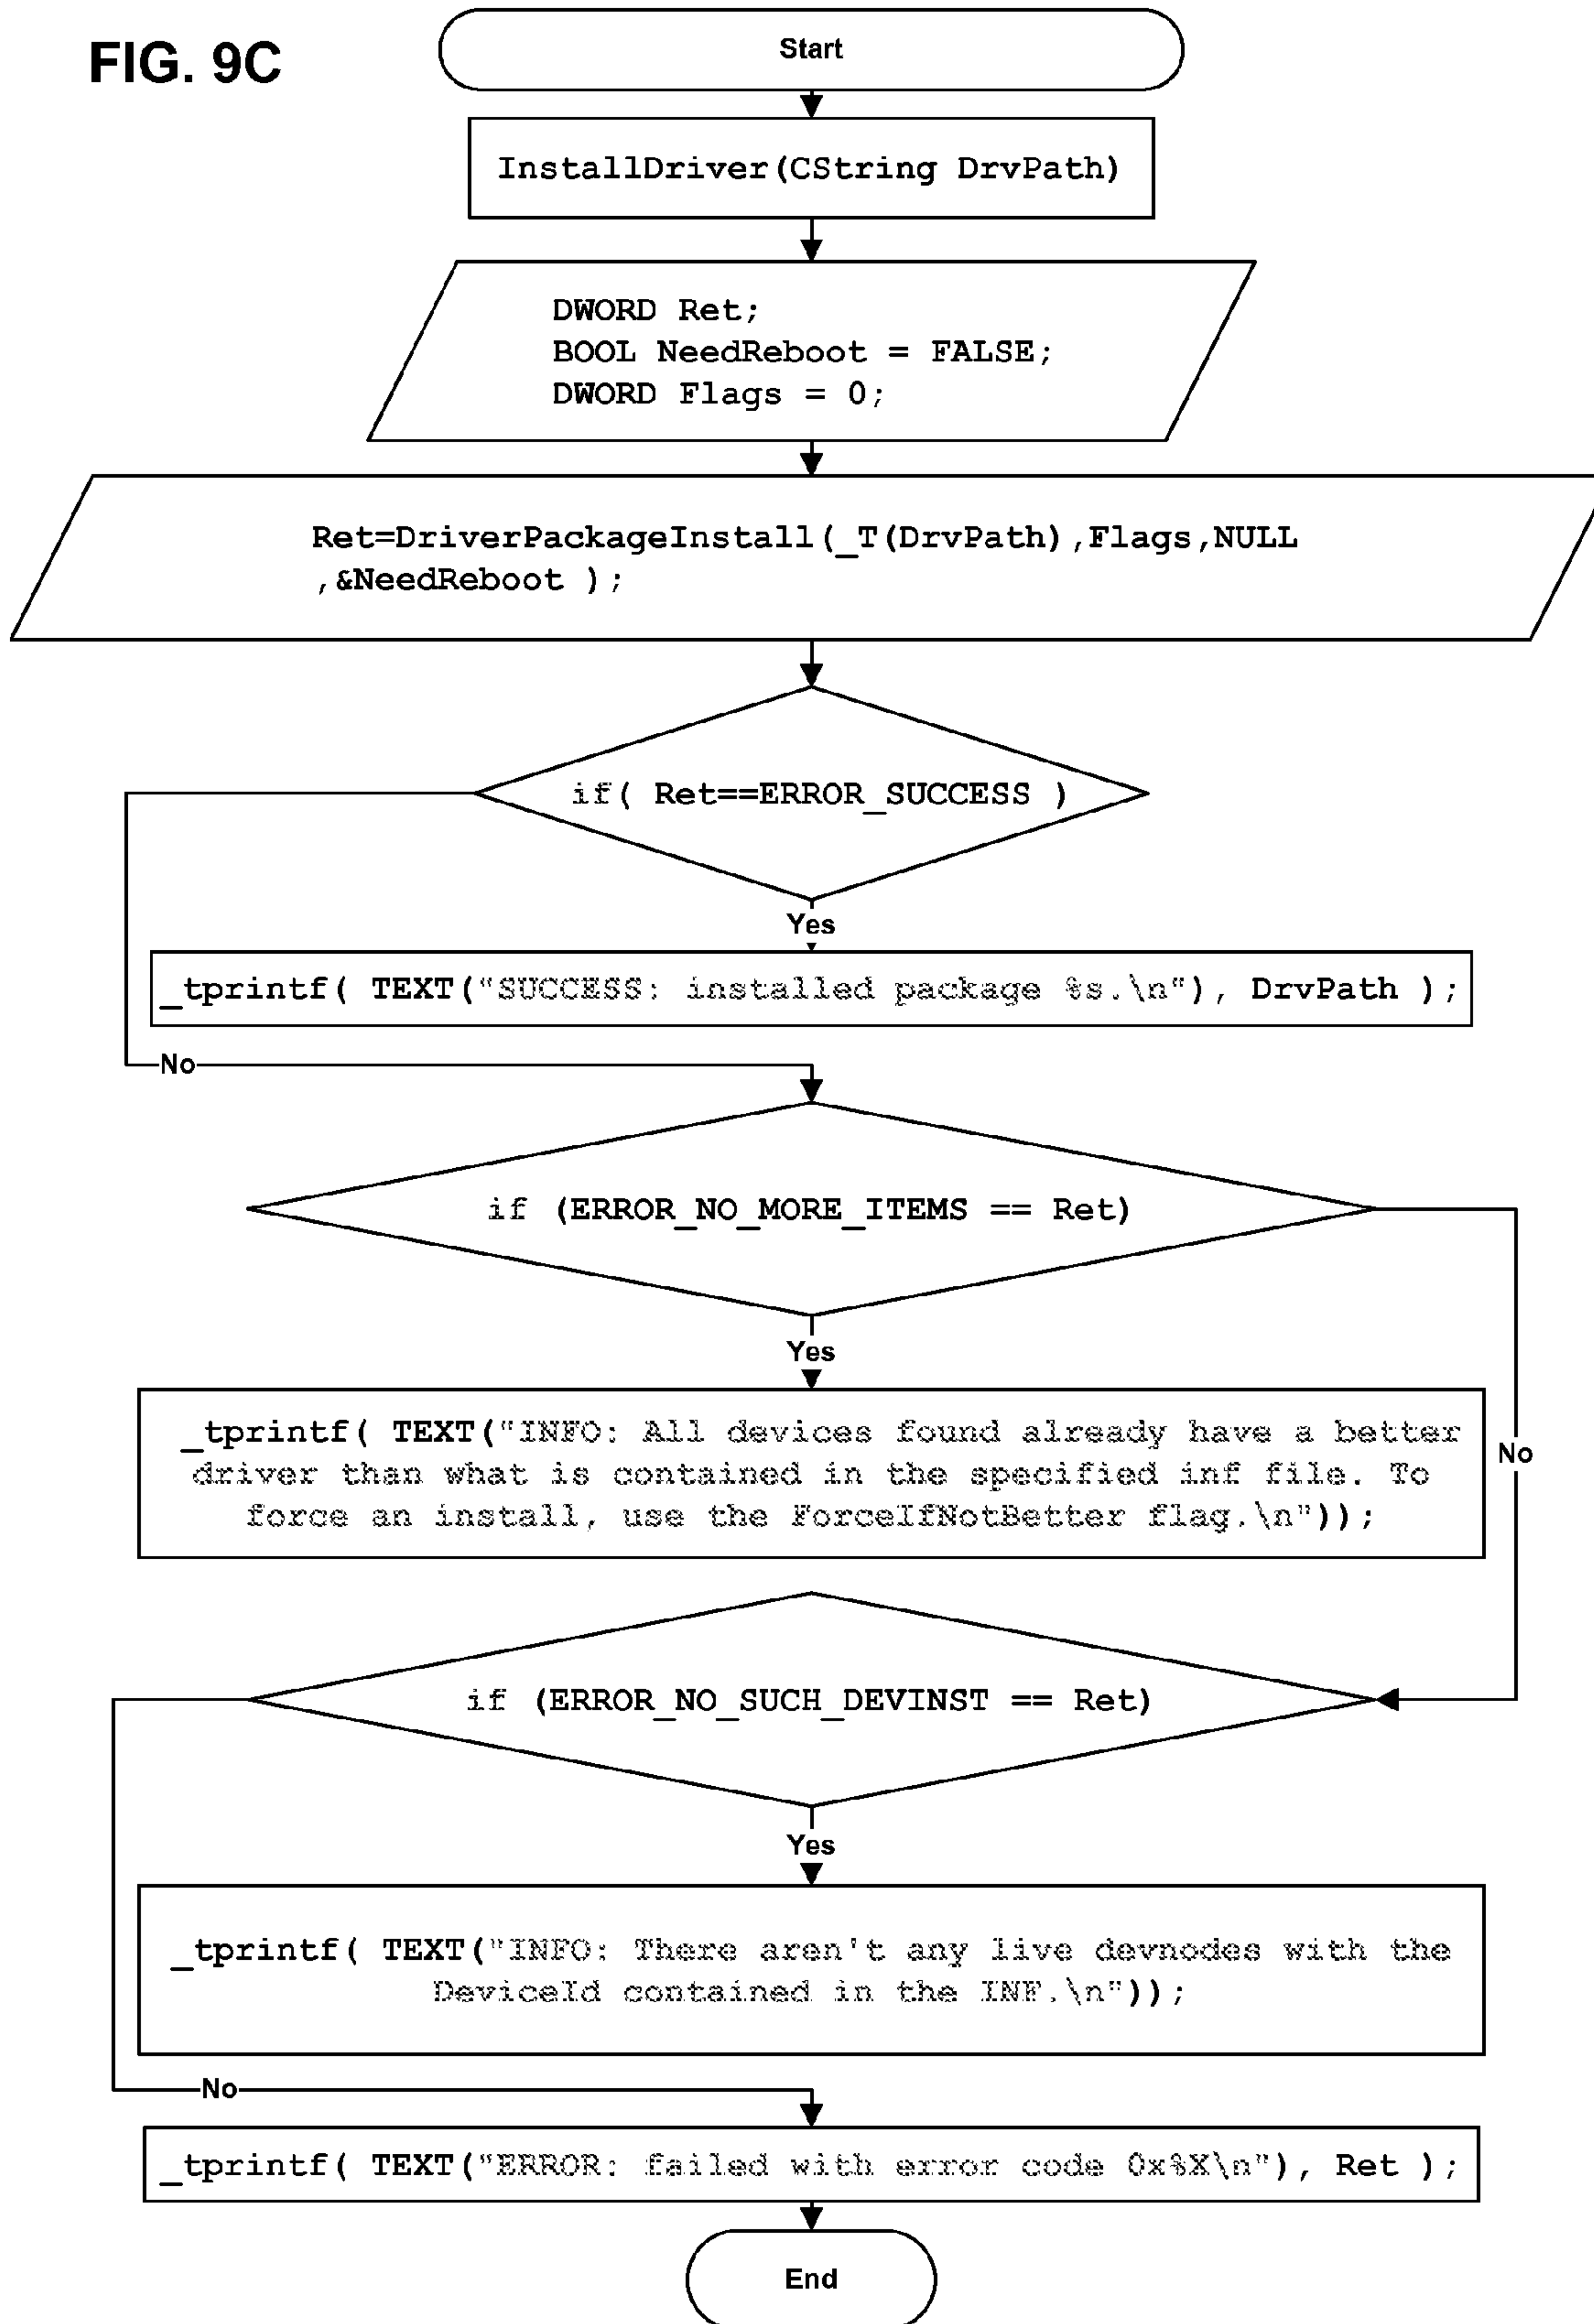 FIG. 9C
Start
InstallDriver(CString DrvPath)
DWORD Ret;
BOOL NeedReboot = FALSE;
DWORD Flags = 0;
Ret=DriverPackageInstall(_T(DrvPath),Flags,NULL
,&NeedReboot );
if( Ret==ERROR_SUCCESS )
Yes
_tprintf( TEXT("SUCCESS: installed package %s.\n"), DrvPath );
No
if (ERROR_NO_MORE_ITEMS == Ret)
Yes
_tprintf( TEXT("INFO: All devices found already have a better
driver than what is contained in the specified inf file. To
force an install, use the ForceIfNotBetter flag.\n"));
No
if (ERROR_NO_SUCH_DEVINST == Ret)
Yes
_tprintf( TEXT("INFO: There aren't any live devnodes with the
DeviceId contained in the INF.\n"));
No
_tprintf( TEXT("ERROR: failed with error code 0x%X\n"), Ret );
End